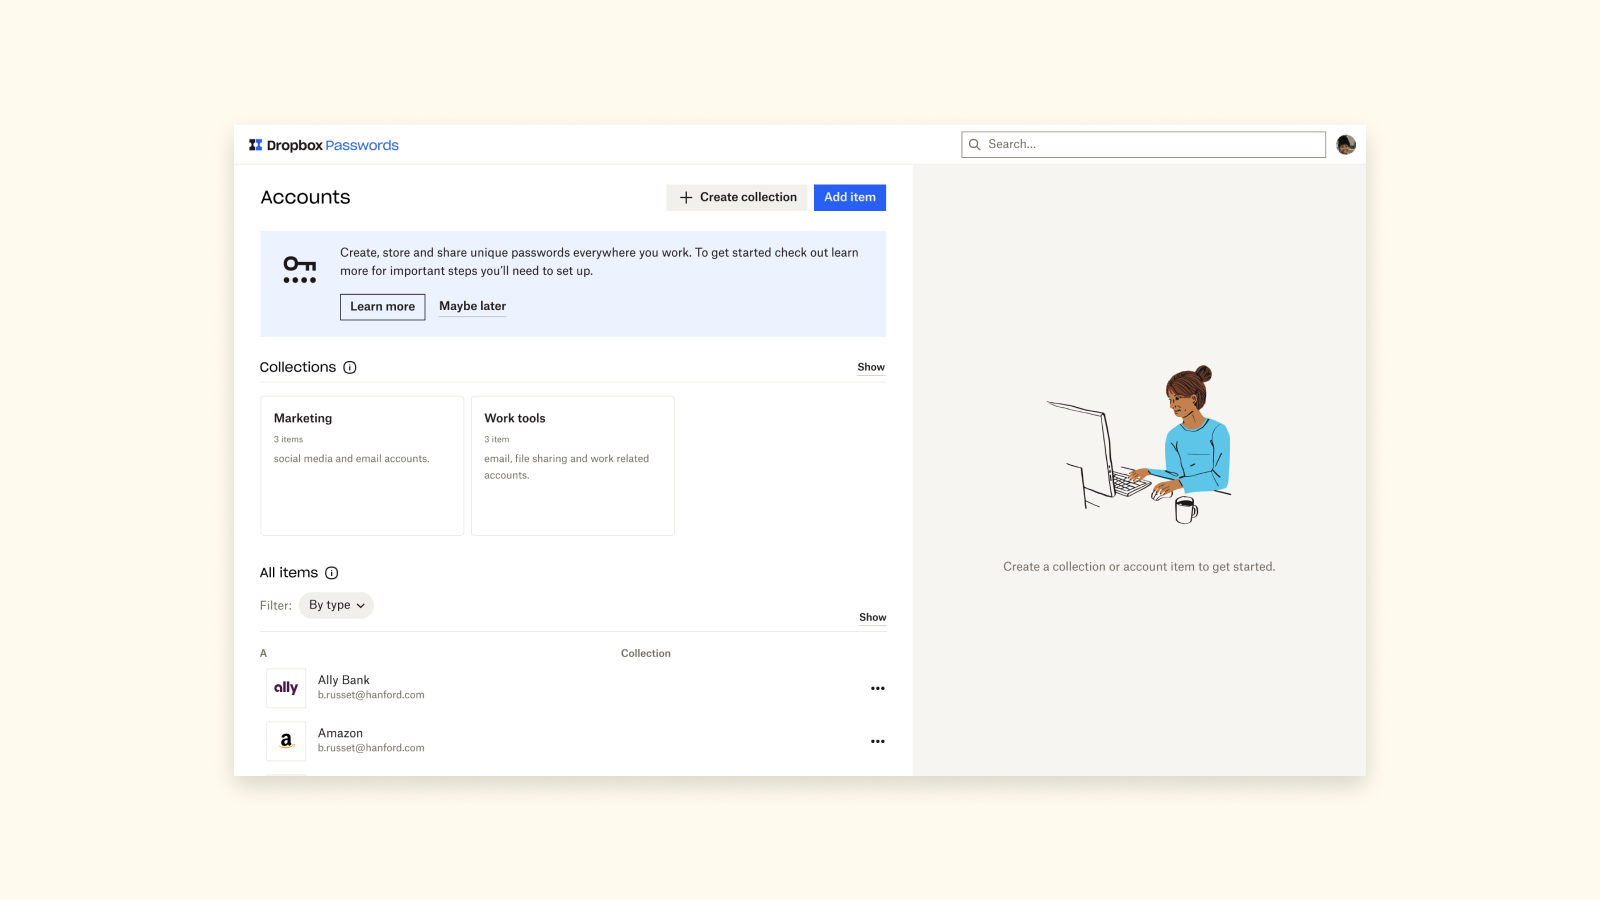 Dropbox Passwords
Search...
Accounts
Create collection
Add item
Create, store and share unique passwords everywhere you work. To get started check out learn
more for important steps you'll need to set up.
Learn more
Maybe later
Collections
Show
Marketing
3 items
social media and email accounts.
Work tools
3 item
email, file sharing and work related
accounts.
All items
Filter:
By type
Show
A
Collection
ally
Ally Bank
b.russet@hanford.com
a
Amazon
b.russet@hanford.com
Create a collection or account item to get started.